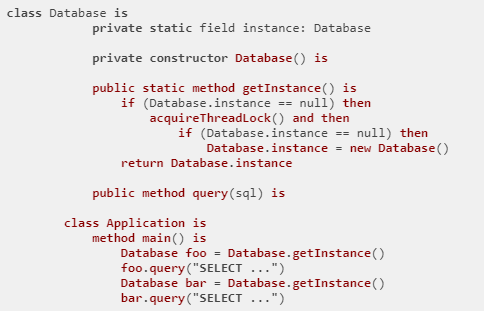 class Database is
private static field instance: Database
private constructor Database() is
public static method getInstance() is
if (Database.instance == null) then
acquireThreadLock() and then
if (Database.instance == null) then
Database.instance = new Database()
return Database.instance
public method query(sql) is
class Application is
method main() is
Database foo = Database.getInstance()
foo.query("SELECT ...")
Database bar = Database.getInstance()
bar.query("SELECT ...")